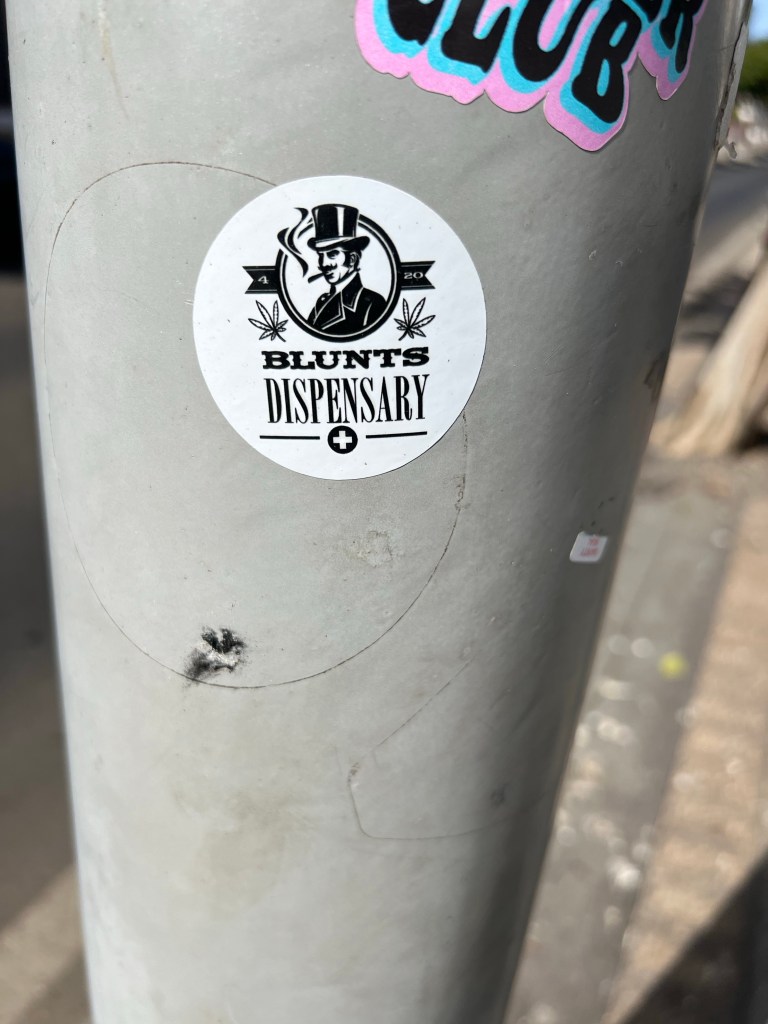 CLUB
4 20
BLUNTS
DISPENSARY